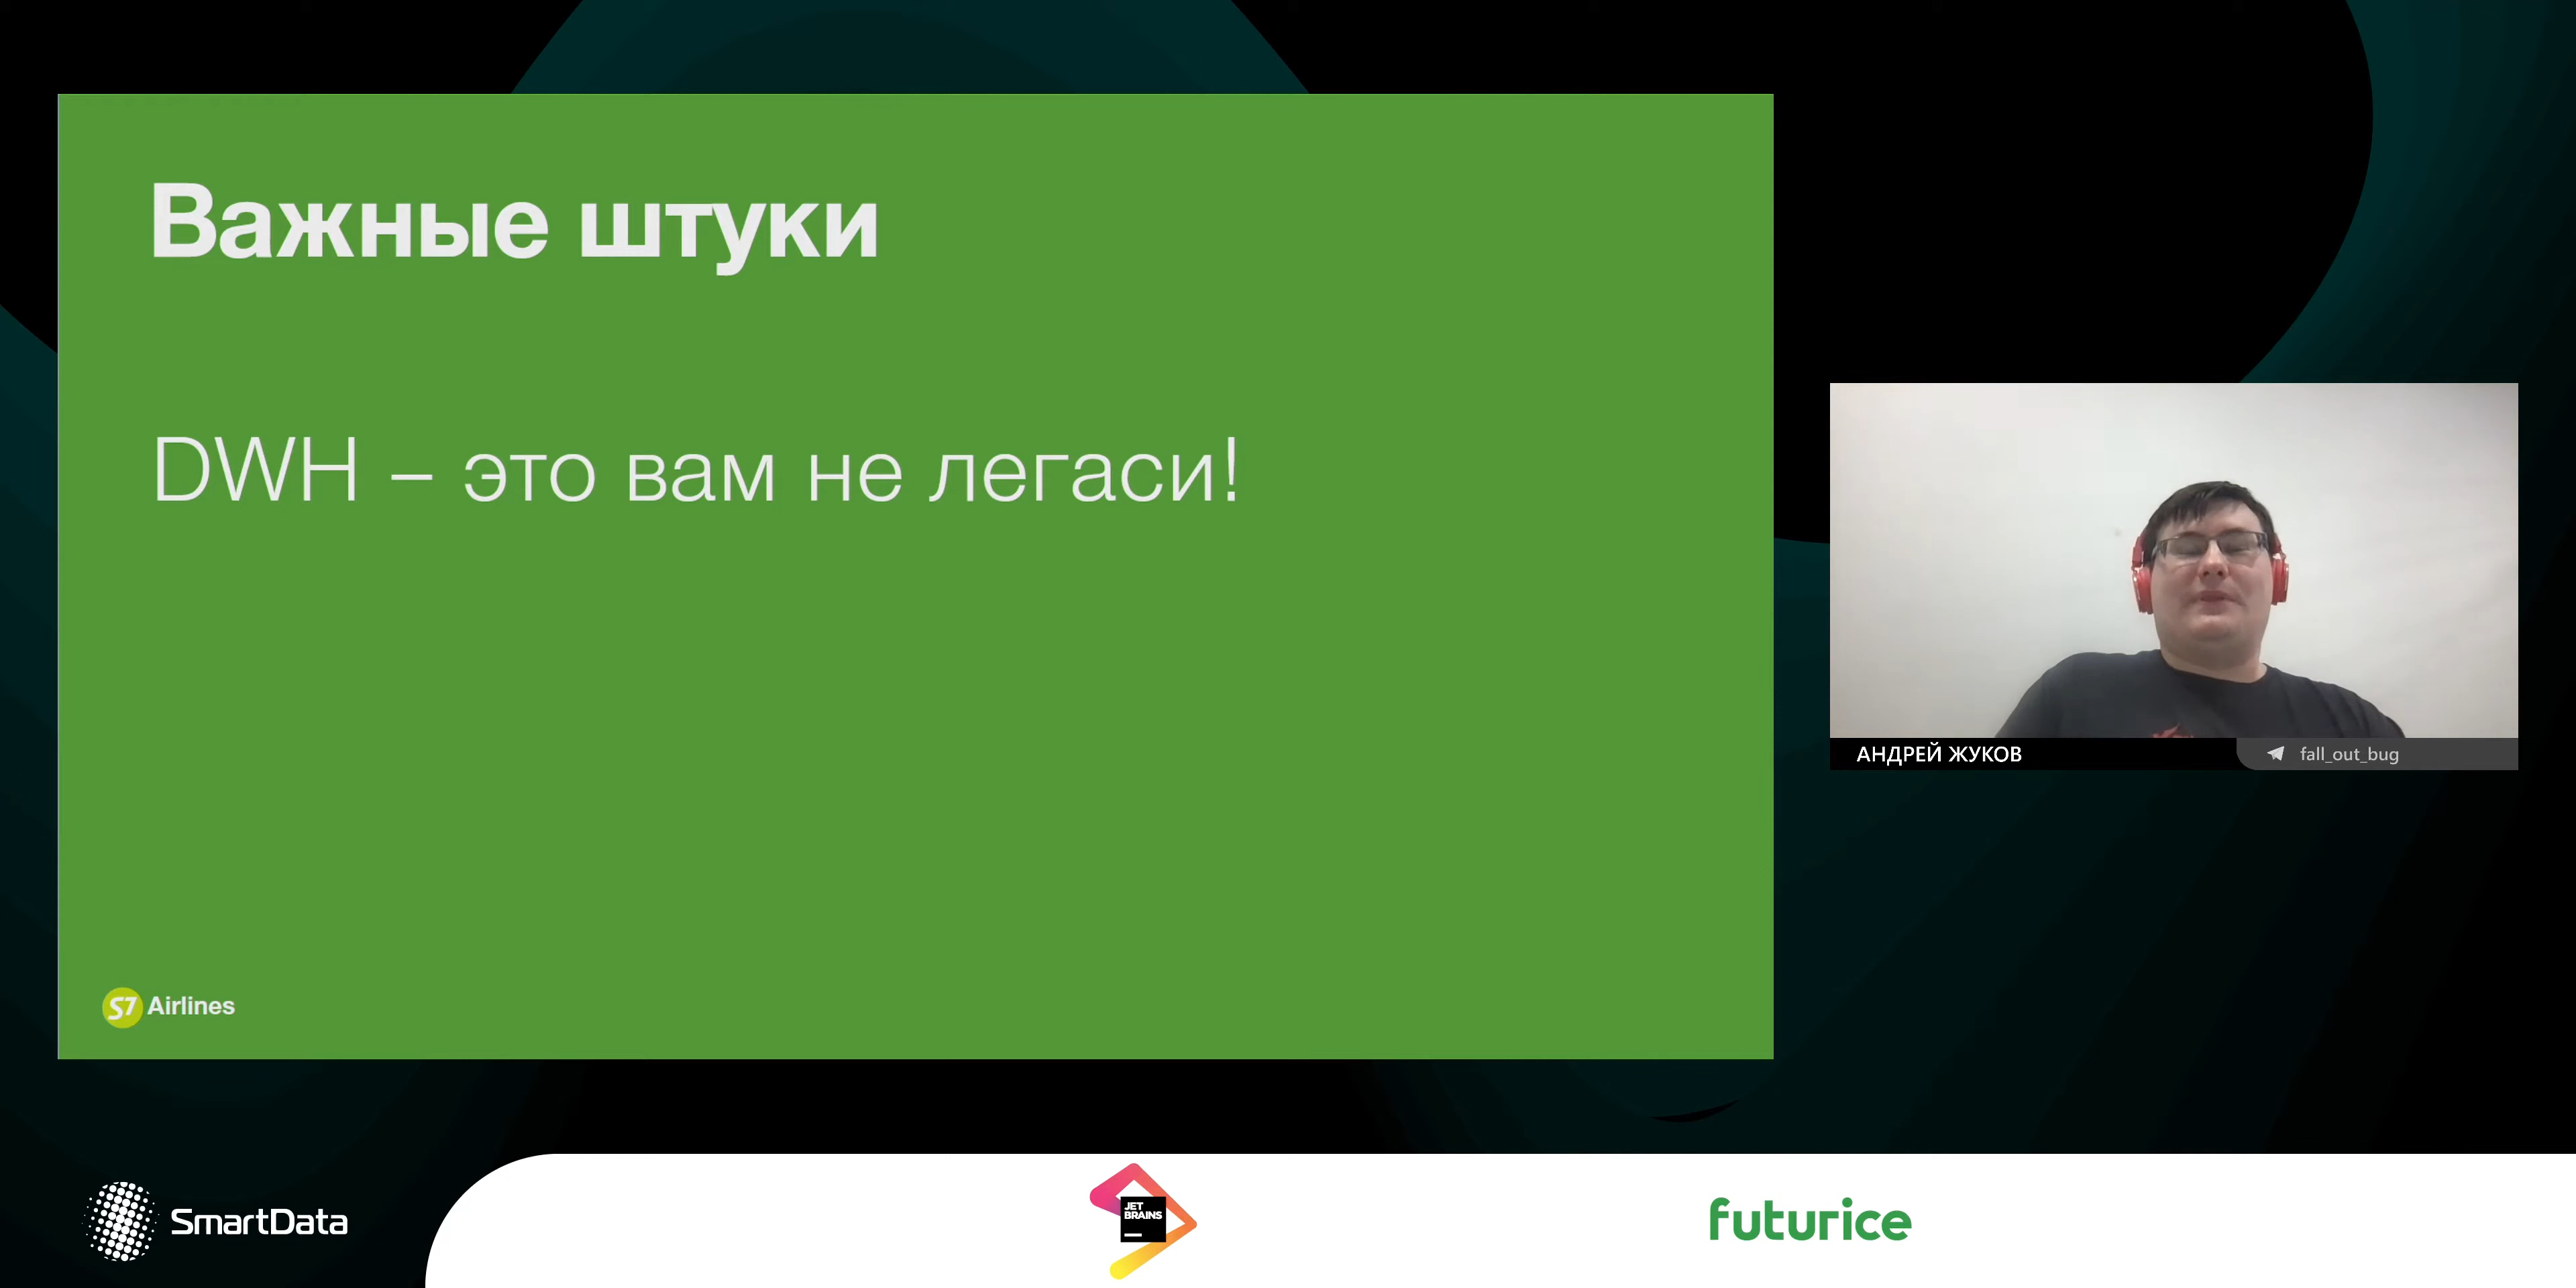 Важные штуки
DWH – это вам не легаси!
S7 Airlines
АНДРЕЙ ЖУКОВ
fall_out_bug
SmartData
JET
BRAINS
futurice